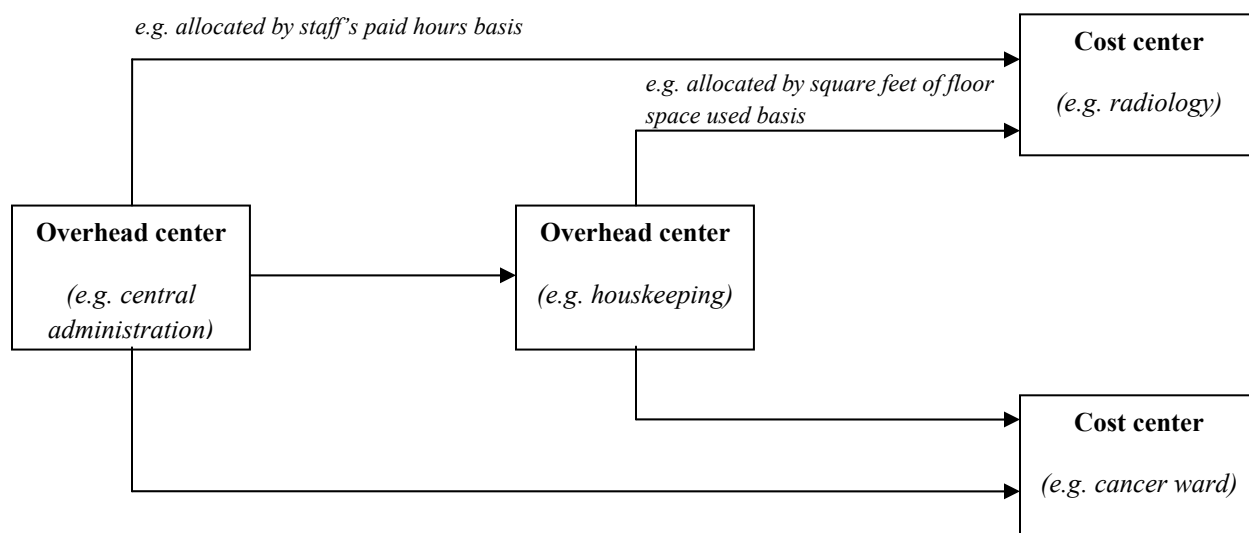 e.g. allocated by staff’s paid hours basis
Cost center
(e.g. radiology)
e.g. allocated by square feet of floor
space used basis
Overhead center
(e.g. central
administration)
Overhead center
(e.g. houskeeping)
Cost center
(e.g. cancer ward)